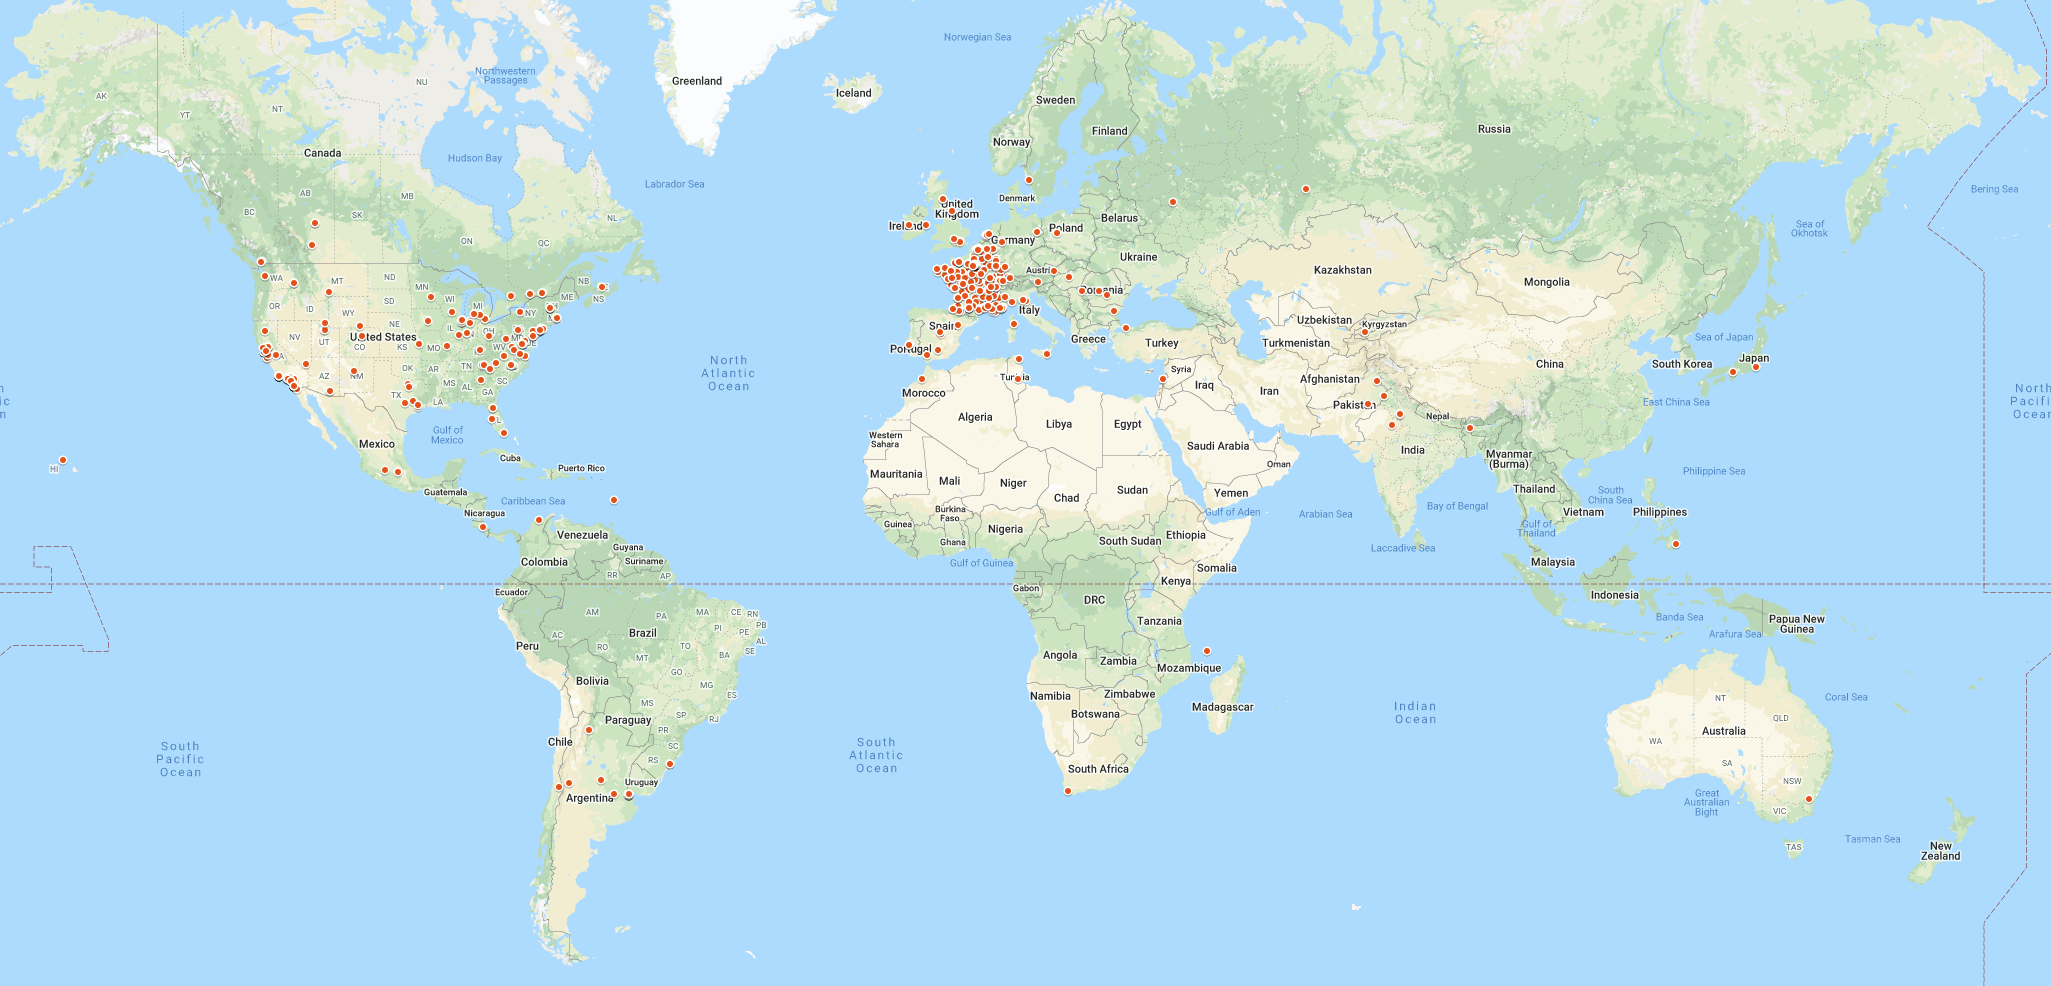 Norwegian Sea
Greenland
Iceland
Northwestern
Passages
NU
AK
NT
YT
Sweden
Finland
Russia
Norway
Canada
Hudson Bay
Labrador Sea
Bering Sea
AB
MB
SK
BC
NL
ON
QC
Denmark
United
Kingdom
Belarus
Poland
Sea of
Okhotsk
Germany
Ukraine
Kazakhstan
Mongolia
WA
MT
ND
NB
NS
ME
OR
ID
SD
MN
WI
MI
WY
NE
NY
Italy
Spain
Portugal
Greece
Turkey
Uzbekistan
Kyrgyzstan
Turkmenistan
Sea of Japan
NV
UT
CO
United States
KS
MO
IL
OH
WV
China
South Korea
Japan
North
Atlantic
Ocean
Syria
Iraq
Iran
Afghanistan
AZ
NM
OK
AR
TN
MS
AL
SC
GA
TX
LA
Morocco
East China Sea
North
Algeria
Libya
Egypt
Nepal
Gulf of
Mexico
Mexico
Western
Sahara
Saudi Arabia
India
Myanmar
(Burma)
HI
Cuba
Puerto Rico
Oman
Mauritania
Mali
Niger
Chad
Sudan
Yemen
Thailand
Philippine Sea
Guatemala
Caribbean Sea
Nicaragua
Burkina
Faso
Gulf of Aden
Arabian Sea
Bay of Bengal
South
China Sea
Vietnam
Philippines
Guinea
Nigeria
Ghana
Gulf of
Thailand
Venezuela
Guyana
Suriname
Colombia
South Sudan
Ethiopia
Laccadive Sea
Gulf of Guinea
Somalia
Malaysia
RR
AP
Kenya
Gabon
Ecuador
DRC
Indonesia
AM
PA
MA
CE
RN
PB
PI
PE
AL
SE
Tanzania
Banda Sea
Papua New
Guinea
Arafura Sea
Brazil
AC
RO
TO
BA
MT
Peru
Angola
Zambia
Mozambique
GO
Bolivia
MG
ES
Namibia
Zimbabwe
Madagascar
Coral Sea
NT
QLD
MS
SP
RJ
Botswana
Indian
Ocean
Paraguay
PR
SC
RS
Chile
Australia
WA
SA
NSW
South
Pacific
Ocean
South
Atlantic
Ocean
South Africa
Uruguay
Argentina
Great
Australian
Bight
VIC
TAS
Tasman Sea
New
Zealand